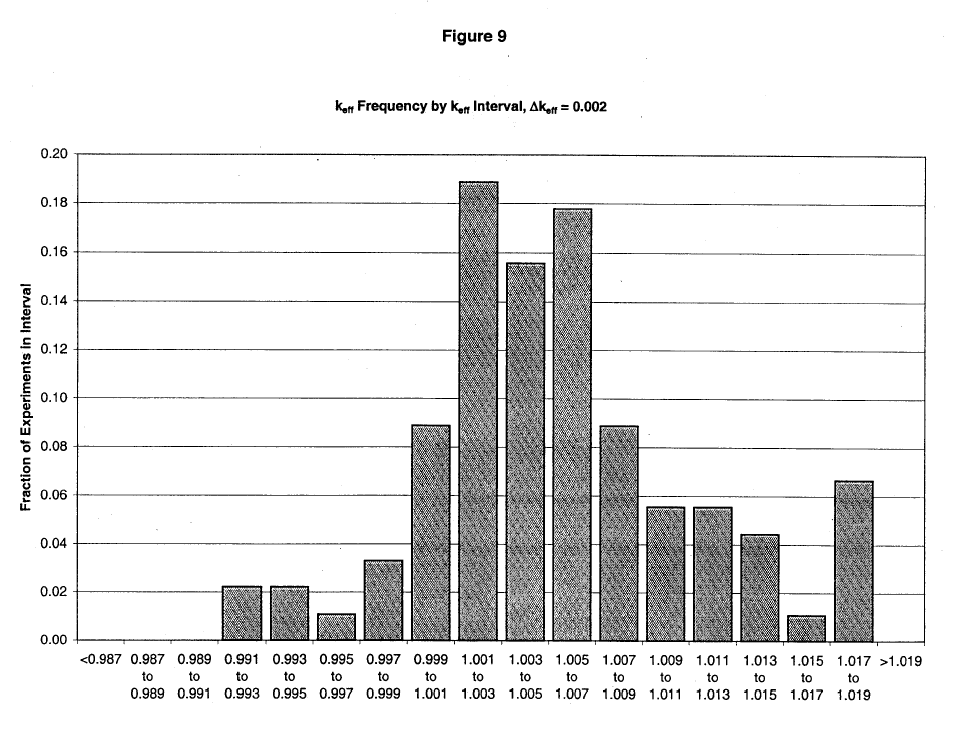 Figure 9
keff Frequency by keff Interval, Δkeff = 0.002
Fraction of Experiments in Interval
0.20
0.18
0.16
0.14
0.12
0.10
0.08
0.06
0.04
0.02
0.00
<0.987 0.987 0.989 0.991 0.993 0.995 0.997 0.999 1.001 1.003 1.005 1.007 1.009 1.011 1.013 1.015 1.017 >1.019
to to to to to to to to to to to to to to to to
0.989 0.991 0.993 0.995 0.997 0.999 1.001 1.003 1.005 1.007 1.009 1.011 1.013 1.015 1.017 1.019